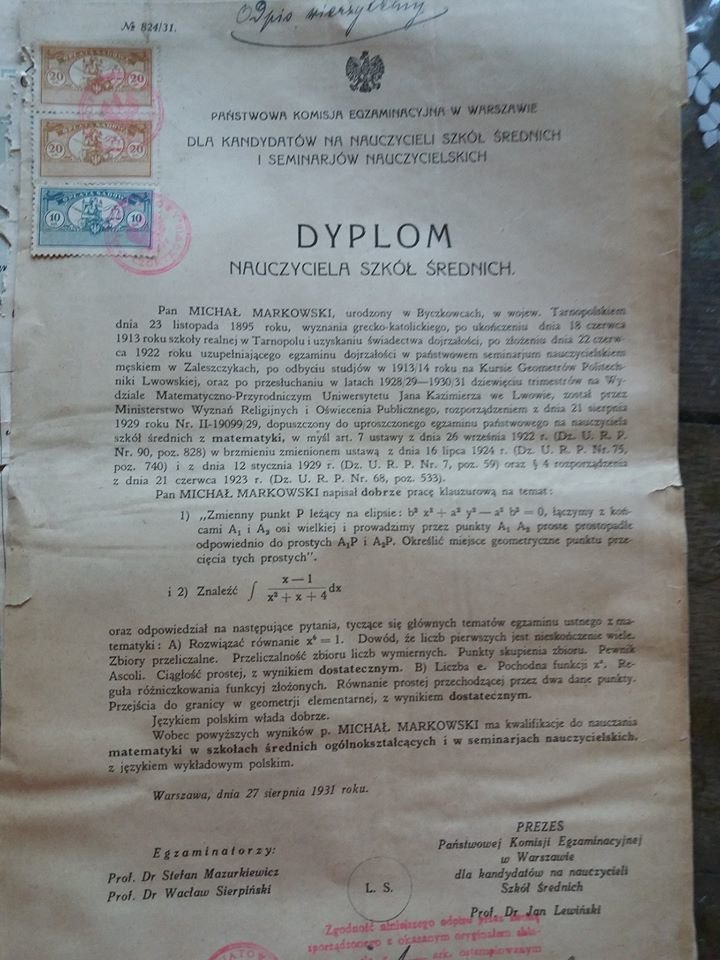 № 824/31.
Odpis wierzytelny
20 OPŁATA SĄDOWA 20
20 OPŁATA SĄDOWA 20
10 OPŁATA SĄDOWA 10
PAŃSTWOWA KOMISJA EGZAMINACYJNA W WARSZAWIE
DLA KANDYDATÓW NA NAUCZYCIELI SZKÓŁ ŚREDNICH
I SEMINARJÓW NAUCZYCIELSKICH
DYPLOM
NAUCZYCIELA SZKÓŁ ŚREDNICH.
Pan MICHAŁ MARKOWSKI, urodzony w Byczkowcach, w wojew. Tarnopolskiem
dnia 23 listopada 1895 roku, wyznania grecko-katolickiego, po ukończeniu dnia 18 czerwca
1913 roku szkoły realnej w Tarnopolu i uzyskaniu świadectwa dojrzałości, po złożeniu dnia 22 czerw-
ca 1922 roku uzupełniającego egzaminu dojrzałości w państwowem seminarjum nauczycielskiem
męskiem w Zaleszczykach, po odbyciu studjów w 1913/14 roku na Kursie Geometrów Politech-
niki Lwowskiej, oraz po przesłuchaniu w latach 1928/29—1930/31 dziewięciu trimestrów na Wy-
dziale Matematyczno-Przyrodniczym Uniwersytetu Jana Kazimierza we Lwowie, został przez
Ministerstwo Wyznań Religijnych i Oświecenia Publicznego, rozporządzeniem z dnia 21 sierpnia
1929 roku Nr. II-19099/29, dopuszczony do uproszczonego egzaminu państwowego na nauczyciela
szkół średnich z matematyki, w myśl art. 7 ustawy z dnia 26 września 1922 r. (Dz. U. R. P.
Nr. 90, poz. 828) w brzmieniu zmienionem ustawą z dnia 16 lipca 1924 r. (Dz. U. R. P. Nr. 75,
poz. 740) i z dnia 12 stycznia 1929 r. (Dz. U. R. P. Nr. 7, poz. 59) oraz § 4 rozporządzenia
z dnia 21 czerwca 1923 r. (Dz. U. R. P. Nr. 68, poz. 533).
Pan MICHAŁ MARKOWSKI napisał dobrze pracę klauzurową na temat:
1) „Zmienny punkt P leżący na elipsie: b² x² + a² y² — a² b² = 0, łączymy z koń-
cami A₁ i A₂ osi wielkiej i prowadzimy przez punkty A₁ A₂ proste prostopadłe
odpowiednio do prostych A₁P i A₂P. Określić miejsce geometryczne punktu prze-
cięcia tych prostych".
i 2) Znaleźć ∫ (x — 1)/(x² + x + 4) dx
oraz odpowiedział na następujące pytania, tyczące się głównych tematów egzaminu ustnego z ma-
tematyki: A) Rozwiązać równanie x⁶ = 1. Dowód, że liczb pierwszych jest nieskończenie wiele.
Zbiory przeliczalne. Przeliczalność zbioru liczb wymiernych. Punkty skupienia zbioru. Pewnik
Ascoli. Ciągłość prostej, z wynikiem dostatecznym. B) Liczba e. Pochodna funkcji xⁿ. Re-
guła różniczkowania funkcyj złożonych. Równanie prostej przechodzącej przez dwa dane punkty.
Przejścia do granicy w geometrji elementarnej, z wynikiem dostatecznym.
Językiem polskim włada dobrze.
Wobec powyższych wyników p. MICHAŁ MARKOWSKI ma kwalifikacje do nauczania
matematyki w szkołach średnich ogólnokształcących i w seminarjach nauczycielskich,
z językiem wykładowym polskim.
Warszawa, dnia 27 sierpnia 1931 roku.
Egzaminatorzy:
Prof. Dr Stefan Mazurkiewicz
Prof. Dr Wacław Sierpiński
L. S.
PREZES
Państwowej Komisji Egzaminacyjnej
w Warszawie
dla kandydatów na nauczycieli
Szkół Średnich
Prof. Dr Jan Lewiński
Zgodność niniejszego odpisu przez
sporządzonego z okazanym oryginałem